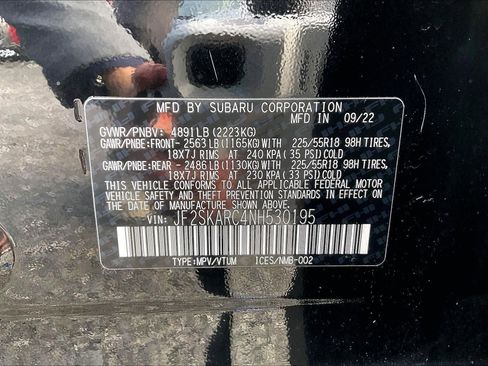 MFD BY SUBARU CORPORATION
MFD IN 09/22
GVWR/PNBV: 4891LB (2223KG)
GAWR/PNBE:FRONT- 2563LB (1165KG) WITH 225/55R18 98H TIRES,
18X7J RIMS AT 240 KPA (35 PSI) COLD
GAWR/PNBE:REAR - 2486LB (1130KG) WITH 225/55R18 98H TIRES,
18X7J RIMS AT 230 KPA (33 PSI) COLD
THIS VEHICLE CONFORMS TO ALL APPLICABLE FEDERAL MOTOR
VEHICLE SAFETY AND THEFT PREVENTION STANDARDS IN EFFECT
ON THE DATE OF MANUFACTURE SHOWN ABOVE.
VIN: JF2SKARC4NH530195
TYPE:MPV/VTUM ICES/NMB-002